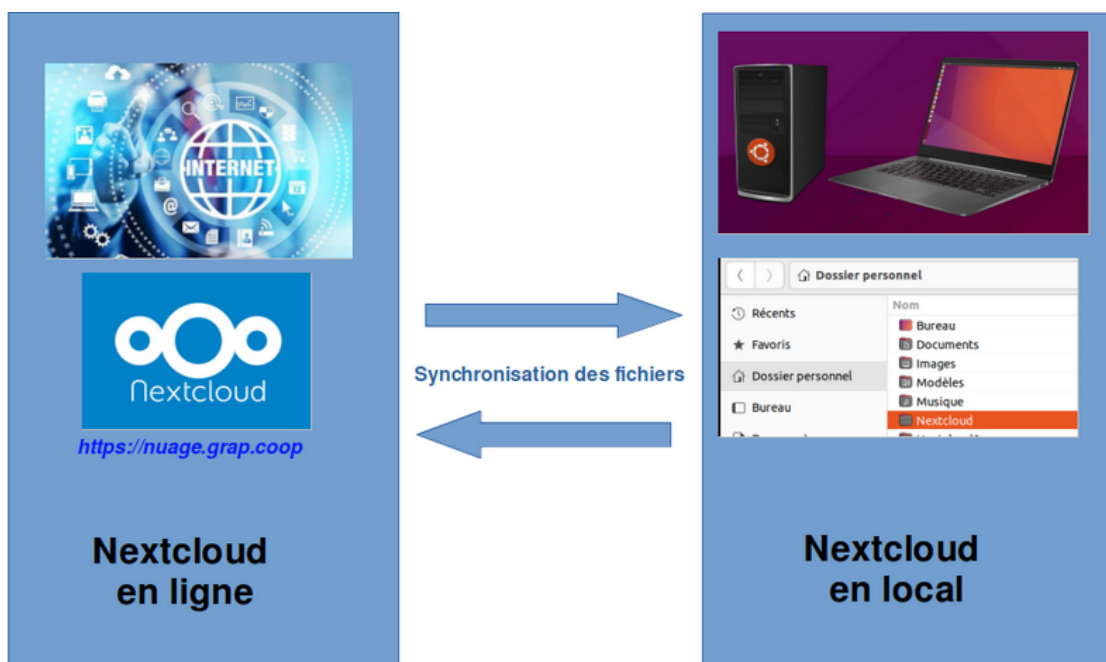 INTERNET
Nextcloud
https://nuage.grap.coop
Nextcloud
en ligne
Synchronisation des fichiers
Dossier personnel
Récents
Favoris
Dossier personnel
Bureau
Nom
Bureau
Documents
Images
Modèles
Musique
Nextcloud
Nextcloud
en local